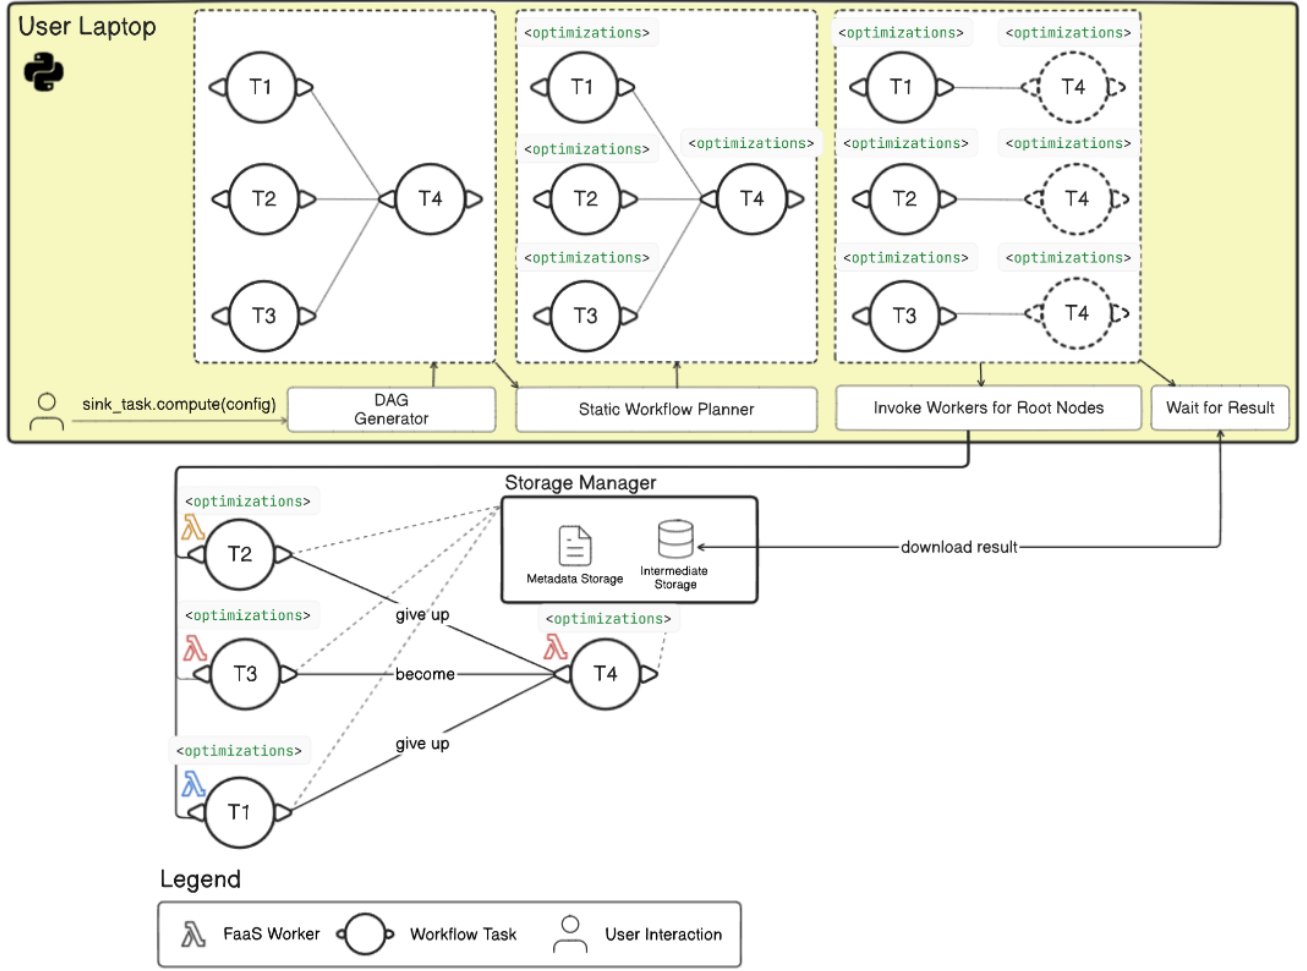 User Laptop
T1
T2
T3
T4
<optimizations>
T1
<optimizations>
T2
<optimizations>
T3
<optimizations>
T4
<optimizations>
<optimizations>
T1
T4
<optimizations>
<optimizations>
T2
T4
<optimizations>
<optimizations>
T3
T4
sink_task.compute(config)
DAG
Generator
Static Workflow Planner
Invoke Workers for Root Nodes
Wait for Result
Storage Manager
Metadata Storage
Intermediate
Storage
download result
<optimizations>
T2
give up
<optimizations>
T3
become
<optimizations>
T4
<optimizations>
T1
give up
Legend
FaaS Worker
Workflow Task
User Interaction